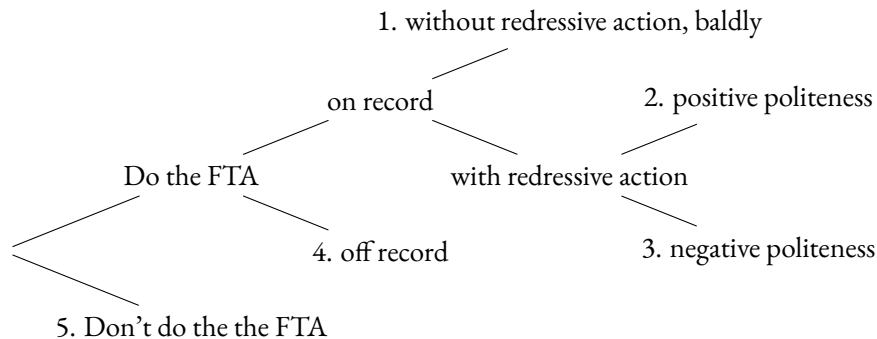 1. without redressive action, baldly
on record
2. positive politeness
Do the FTA
with redressive action
4. off record
3. negative politeness
5. Don't do the the FTA